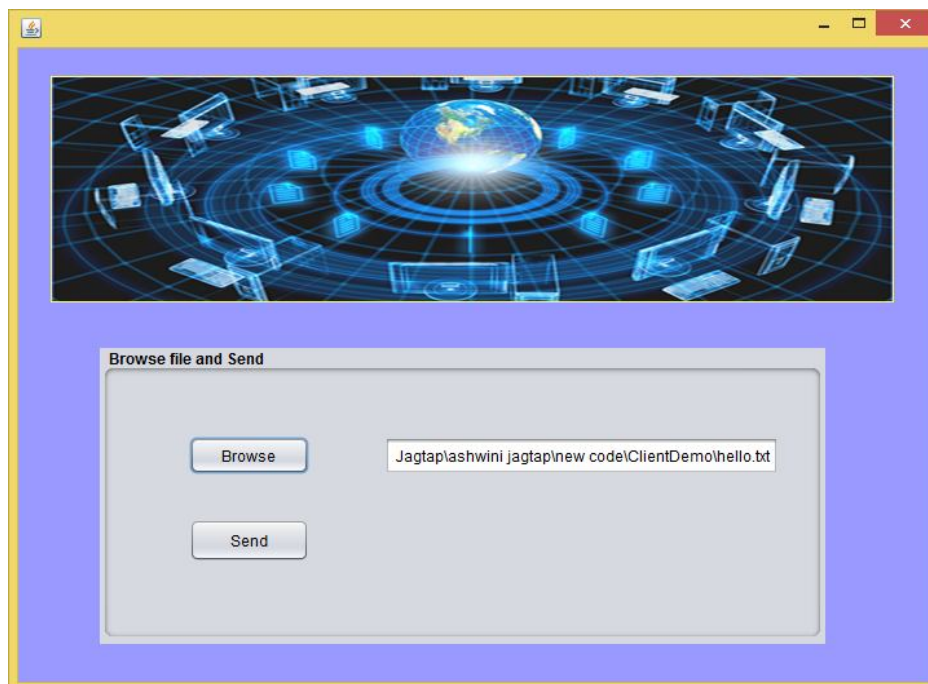 Browse file and Send
Browse
Jagtap\ashwini jagtap\new code\ClientDemo\hello.txt
Send